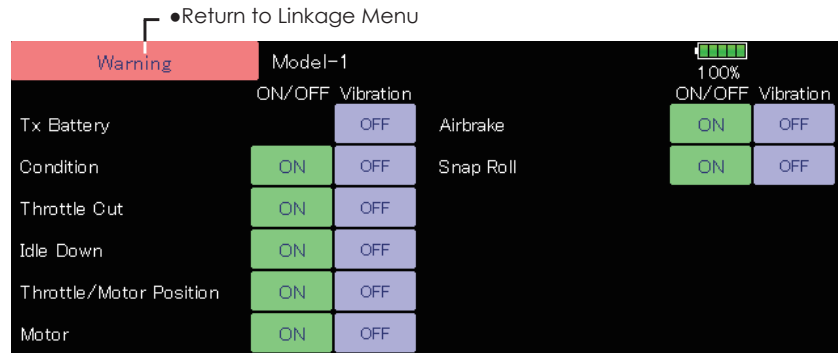 ●Return to Linkage Menu
Warning Model-1 100%
ON/OFF Vibration ON/OFF Vibration
Tx Battery OFF Airbrake ON OFF
Condition ON OFF Snap Roll ON OFF
Throttle Cut ON OFF
Idle Down ON OFF
Throttle/Motor Position ON OFF
Motor ON OFF